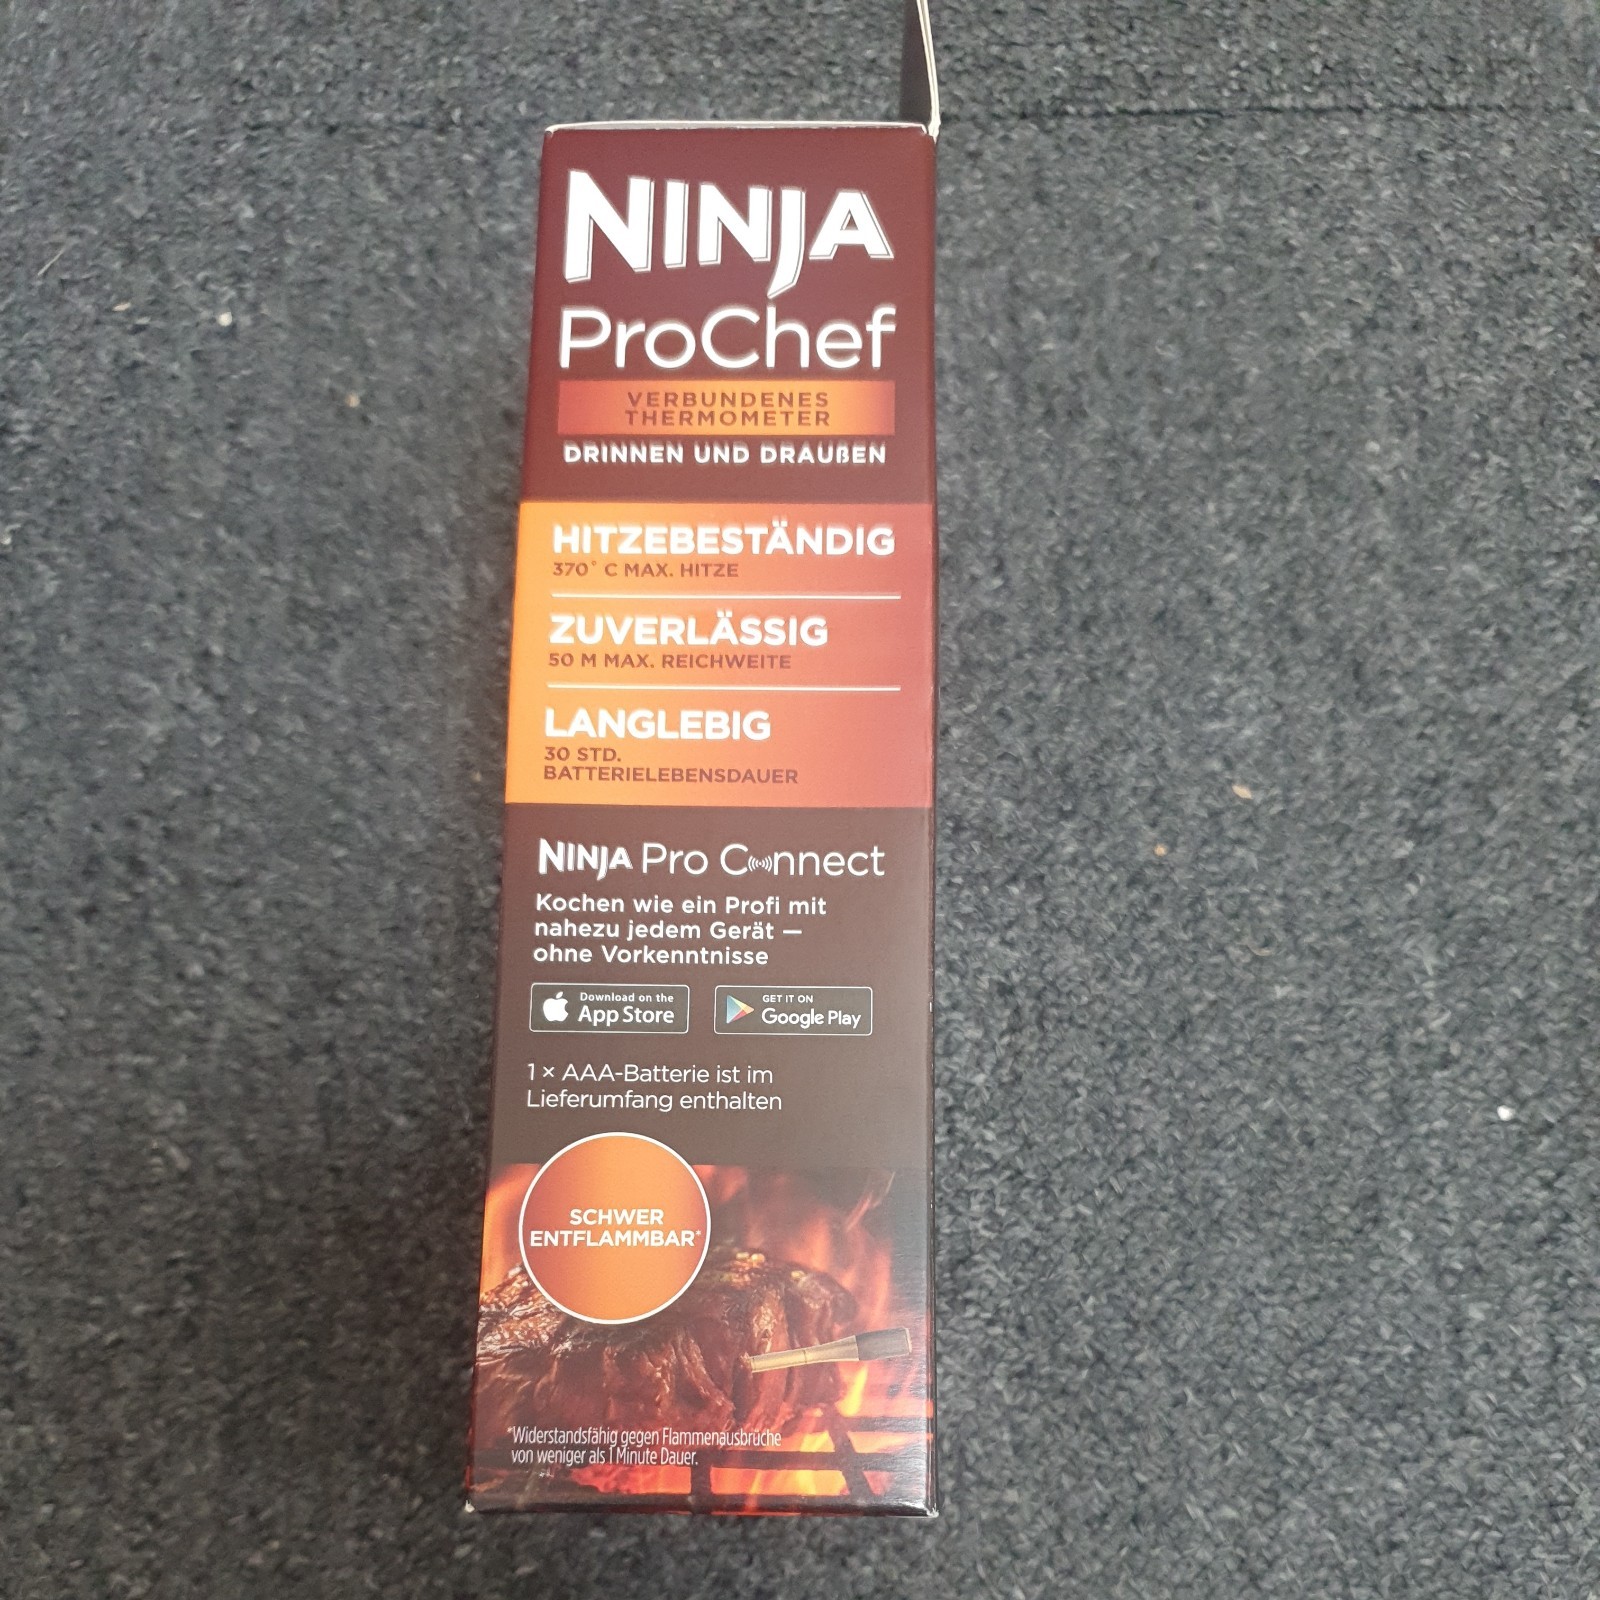 NINJA
ProChef
VERBUNDENES
THERMOMETER
DRINNEN UND DRAUßEN
HITZEBESTÄNDIG
370° C MAX. HITZE
ZUVERLÄSSIG
50 M MAX. REICHWEITE
LANGLEBIG
30 STD.
BATTERIELEBENSDAUER
NINJA Pro Connect
Kochen wie ein Profi mit
nahezu jedem Gerät —
ohne Vorkenntnisse
Download on the
App Store
GET IT ON
Google Play
1 × AAA-Batterie ist im
Lieferumfang enthalten
SCHWER
ENTFLAMMBAR*
*Widerstandsfähig gegen Flammenausbrüche
von weniger als 1 Minute Dauer.